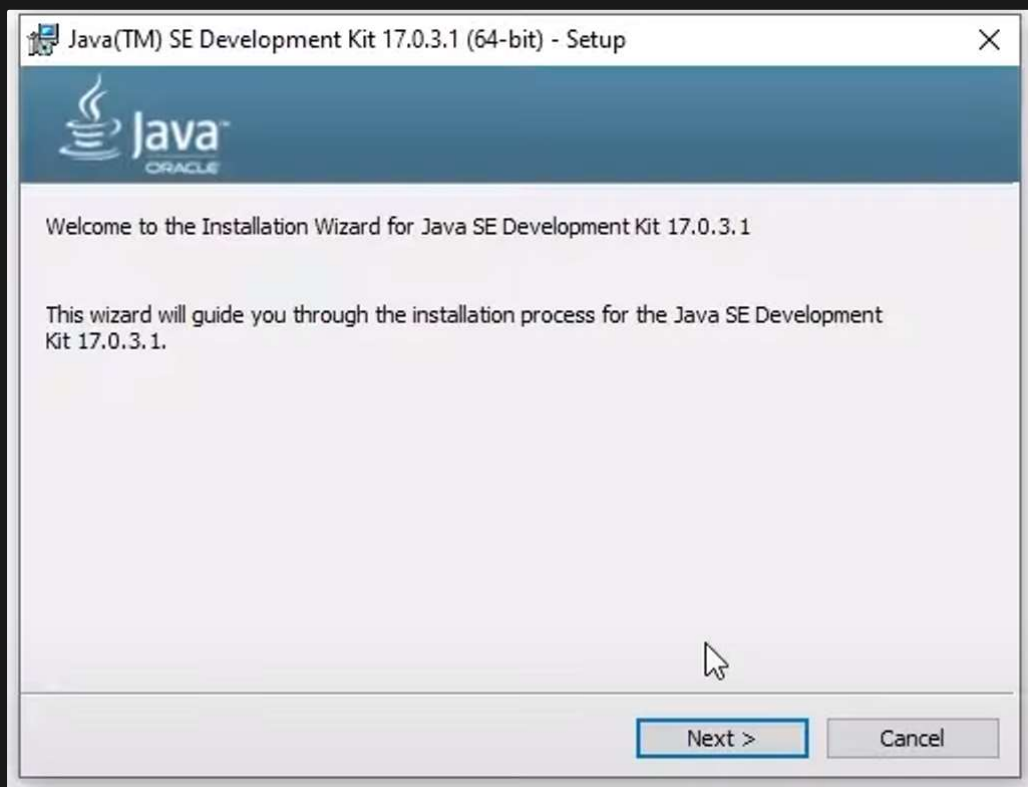 Java(TM) SE Development Kit 17.0.3.1 (64-bit) - Setup
Java™
ORACLE
Welcome to the Installation Wizard for Java SE Development Kit 17.0.3.1
This wizard will guide you through the installation process for the Java SE Development
Kit 17.0.3.1.
Next >
Cancel